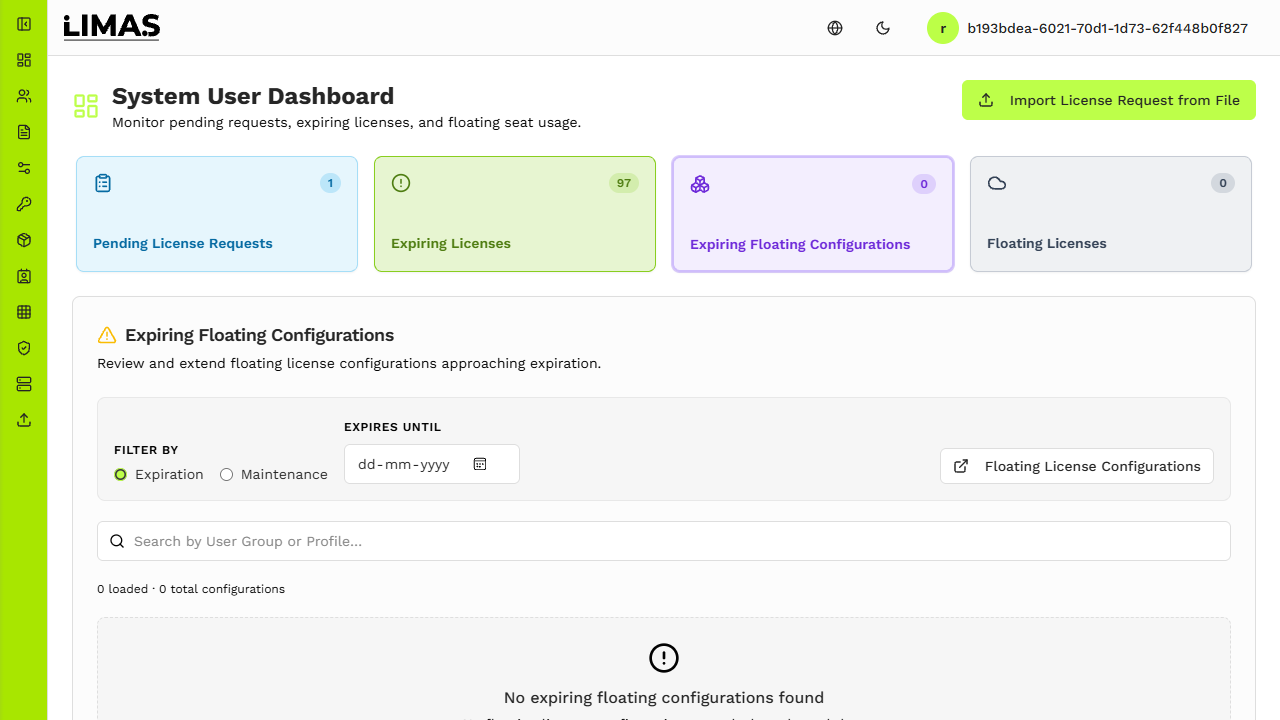 LIMAS
r
b193bdea-6021-70d1-1d73-62f448b0f827
System User Dashboard
Monitor pending requests, expiring licenses, and floating seat usage.
Import License Request from File
1
Pending License Requests
97
Expiring Licenses
0
Expiring Floating Configurations
0
Floating Licenses
Expiring Floating Configurations
Review and extend floating license configurations approaching expiration.
FILTER BY
Expiration
Maintenance
EXPIRES UNTIL
dd-mm-yyyy
Floating License Configurations
Search by User Group or Profile...
0 loaded · 0 total configurations
No expiring floating configurations found